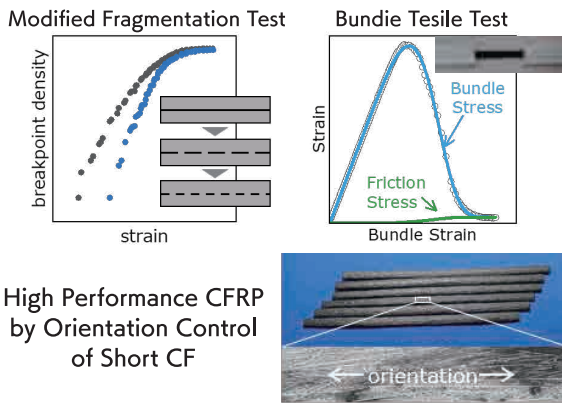 Modified Fragmentation Test
breakpoint density
strain
Bundie Tesile Test
Strain
Bundle
Stress
Friction
Stress
Bundle Strain
High Performance CFRP
by Orientation Control
of Short CF
orientation